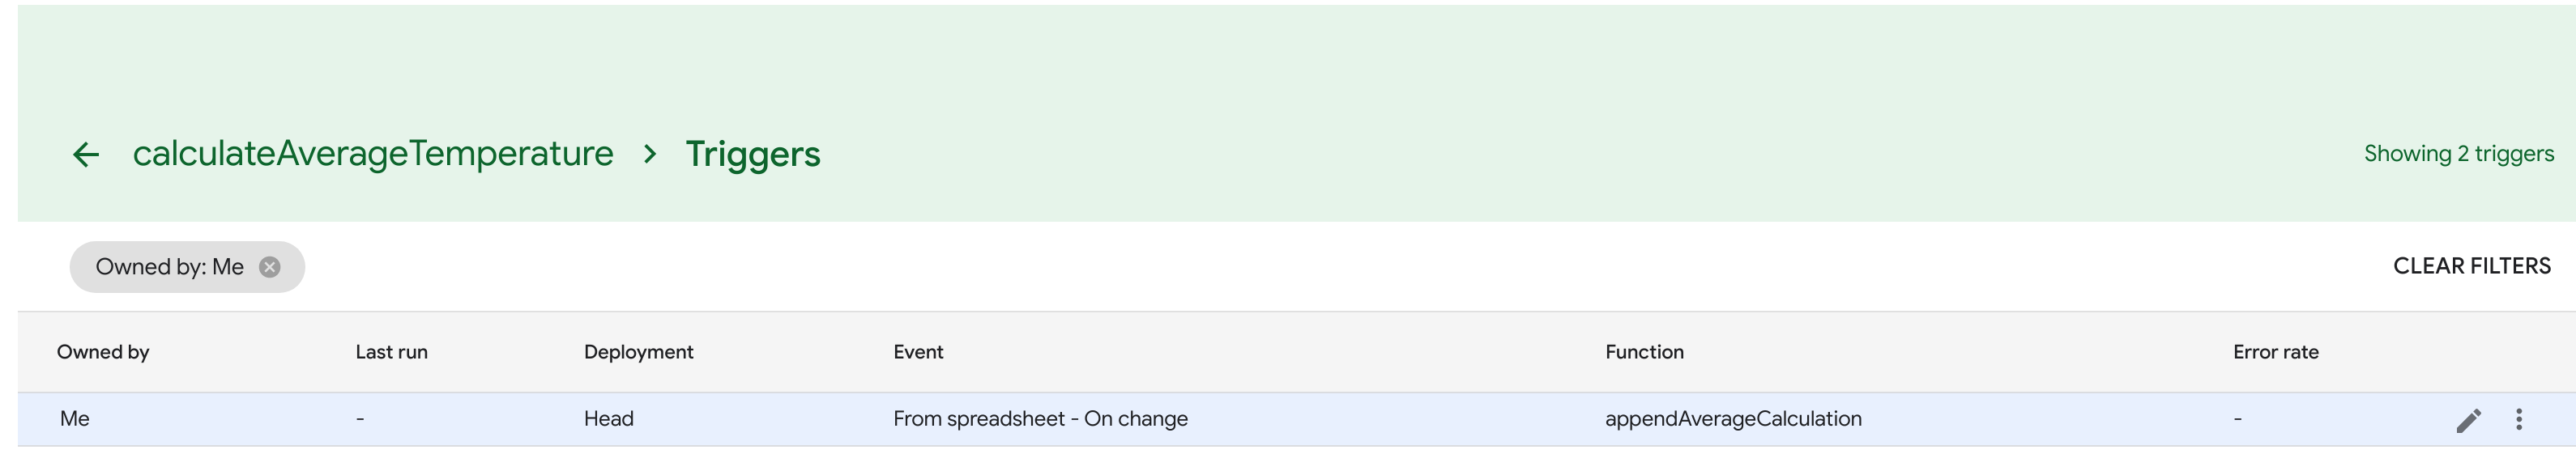 calculateAverageTemperature > Triggers
Showing 2 triggers
Owned by: Me
CLEAR FILTERS
Owned by Last run Deployment Event Function Error rate
Me - Head From spreadsheet - On change appendAverageCalculation -